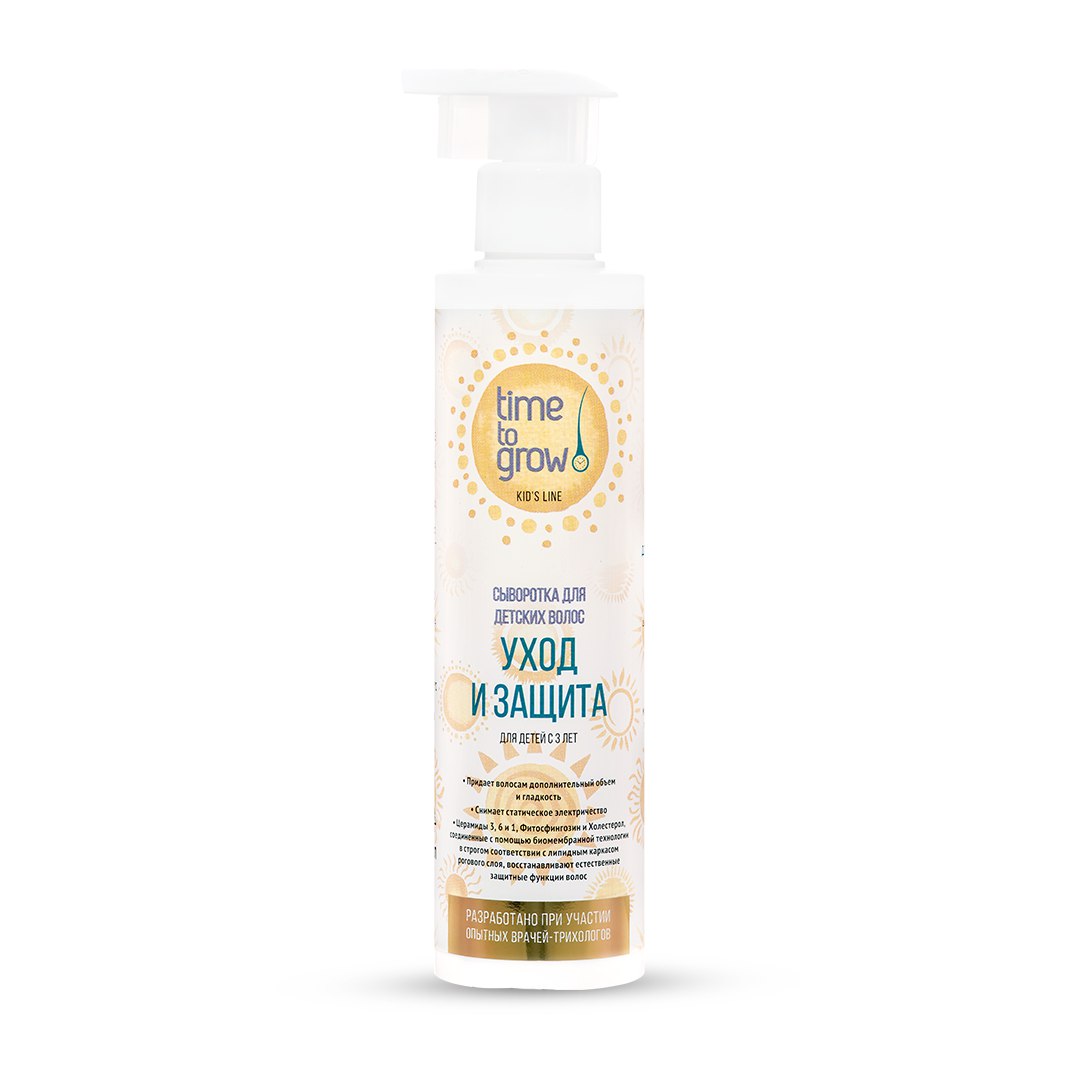 time
to
grow
KID'S LINE
СЫВОРОТКА ДЛЯ
ДЕТСКИХ ВОЛОС
УХОД
И ЗАЩИТА
ДЛЯ ДЕТЕЙ С 3 ЛЕТ
• Придает волосам дополнительный объем
и гладкость
• Снимает статическое электричество
• Церамиды 3, 6 и 1, Фитосфингозин и Холестерол,
соединенные с помощью биомембранной технологии
в строгом соответствии с липидным каркасом
рогового слоя, восстанавливают естественные
защитные функции волос
РАЗРАБОТАНО ПРИ УЧАСТИИ
ОПЫТНЫХ ВРАЧЕЙ-ТРИХОЛОГОВ